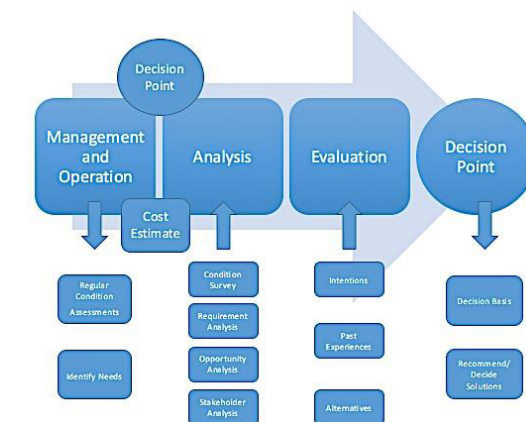 Decision
Point
Management
and
Operation
Analysis
Evaluation
Decision
Point
Cost
Estimate
Regular
Condition
Assessments
Identify Needs
Condition
Survey
Requirement
Analysis
Opportunity
Analysis
Stakeholder
Analysis
Intentions
Past
Experiences
Alternatives
Decision Basis
Recommend/
Decide
Solutions